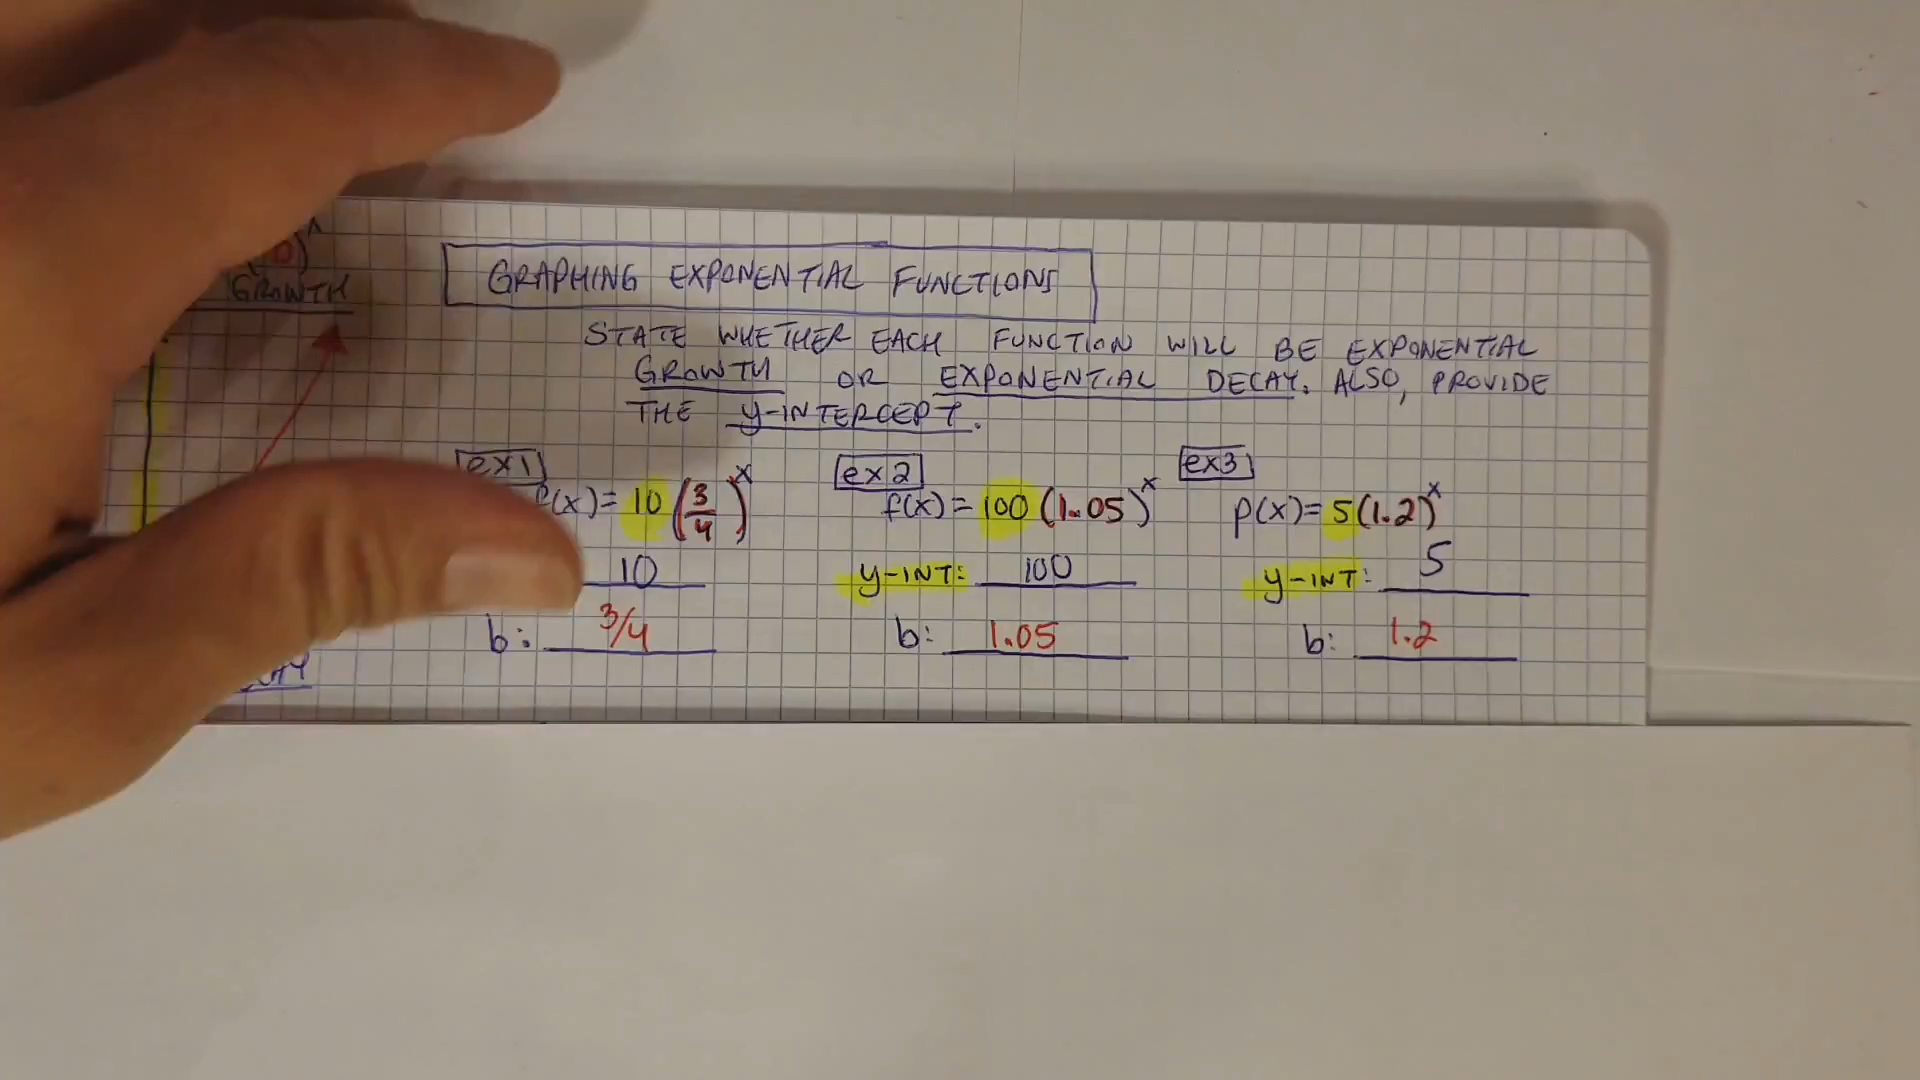 GROWTH
GRAPHING EXPONENTIAL FUNCTIONS
STATE WHETHER EACH FUNCTION WILL BE EXPONENTIAL
GROWTH OR EXPONENTIAL DECAY. ALSO, PROVIDE
THE y-INTERCEPT.
ex1
(x)= 10 (3/4)^x
10
b: 3/4
ex2
f(x)= 100 (1.05)^x
y-INT: 100
b: 1.05
ex3
p(x)= 5(1.2)^x
y-INT: 5
b: 1.2